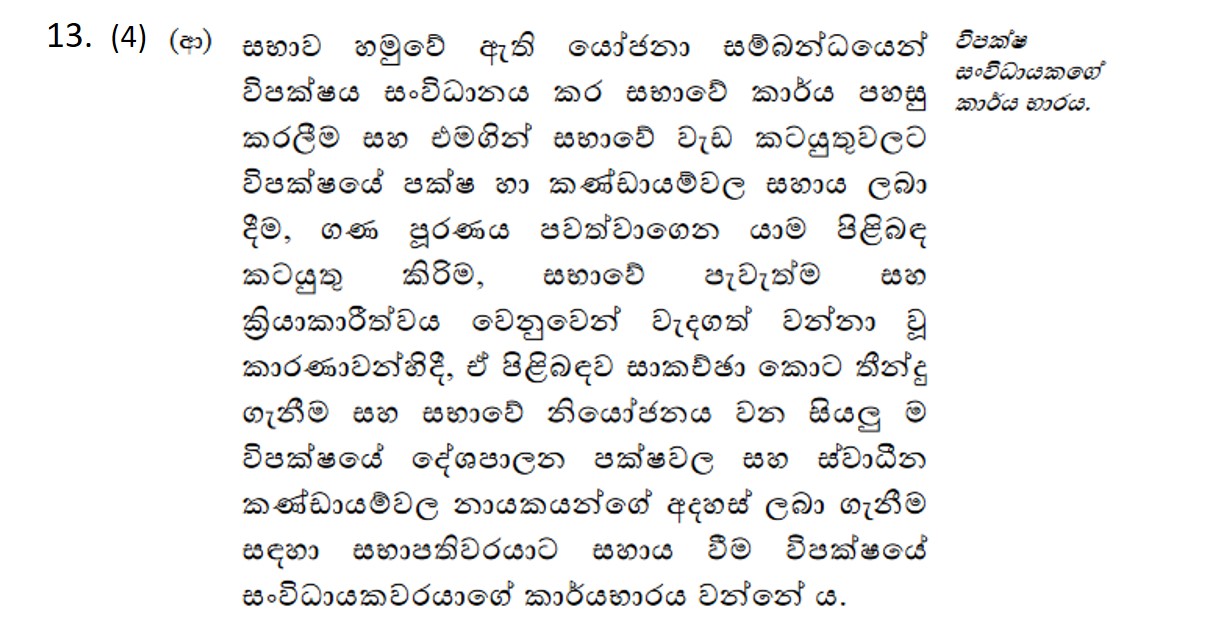 13. (4) (ආ) සභාව හමුවේ ඇති යෝජනා සම්බන්ධයෙන්
විපක්ෂය සංවිධානය කර සභාවේ කාර්ය පහසු
කරලීම සහ එමගින් සභාවේ වැඩ කටයුතුවලට
විපක්ෂයේ පක්ෂ හා කණ්ඩායම්වල සහාය ලබා
දීම, ගණ පූරණය පවත්වාගෙන යාම පිළිබඳ
කටයුතු කිරිම, සභාවේ පැවැත්ම සහ
ක්‍රියාකාරීත්වය වෙනුවෙන් වැදගත් වන්නා වූ
කාරණාවන්හිදී, ඒ පිළිබඳව සාකච්ඡා කොට තීන්දු
ගැනීම සහ සභාවේ නියෝජනය වන සියලු ම
විපක්ෂයේ දේශපාලන පක්ෂවල සහ ස්වාධීන
කණ්ඩායම්වල නායකයන්ගේ අදහස් ලබා ගැනීම
සඳහා සභාපතිවරයාට සහාය වීම විපක්ෂයේ
සංවිධායකවරයාගේ කාර්යභාරය වන්නේ ය.
විපක්ෂ
සංවිධායකගේ
කාර්ය භාරය.